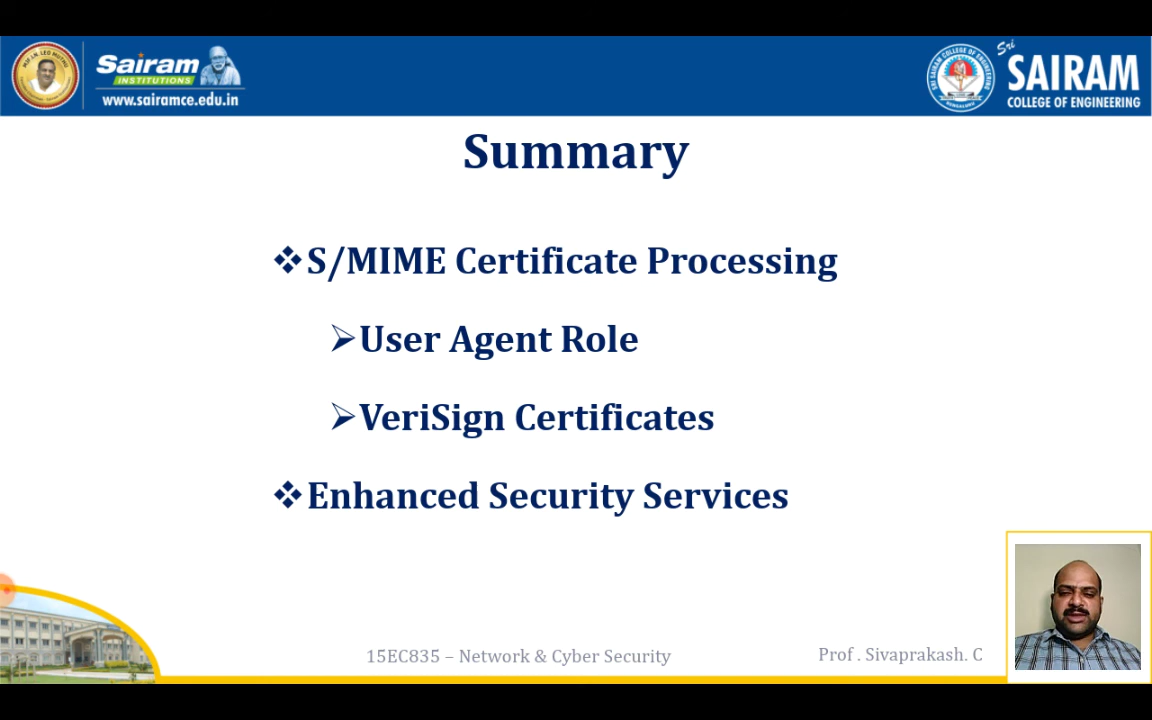 Sairam
INSTITUTIONS
www.sairamce.edu.in
Sri
SAIRAM
COLLEGE OF ENGINEERING
Summary
S/MIME Certificate Processing
User Agent Role
VeriSign Certificates
Enhanced Security Services
15EC835 – Network & Cyber Security
Prof . Sivaprakash. C